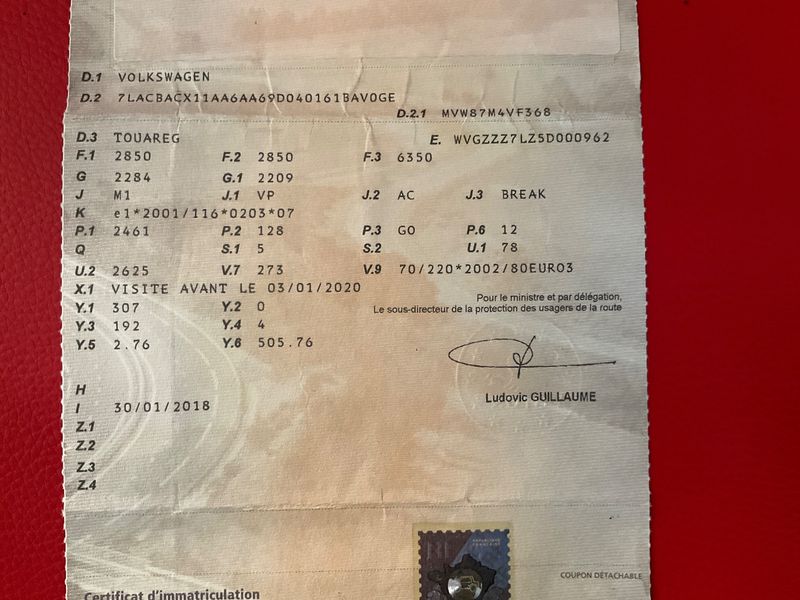 D.1 VOLKSWAGEN
D.2 7LACBACX11AA6AA69D040161BAV0GE
D.2.1 MVW87M4VF368
D.3 TOUAREG E. WVGZZZ7LZ5D000962
F.1 2850 F.2 2850 F.3 6350
G 2284 G.1 2209
J M1 J.1 VP J.2 AC J.3 BREAK
K e1*2001/116*0203*07
P.1 2461 P.2 128 P.3 GO P.6 12
Q S.1 5 S.2 U.1 78
U.2 2625 V.7 273 V.9 70/220*2002/80EURO3
X.1 VISITE AVANT LE 03/01/2020
Y.1 307 Y.2 0
Pour le ministre et par délégation,
Le sous-directeur de la protection des usagers de la route
Y.3 192 Y.4 4
Y.5 2.76 Y.6 505.76
H
Ludovic GUILLAUME
I 30/01/2018
Z.1
Z.2
Z.3
Z.4
RÉPUBLIQUE
FRANÇAISE
COUPON DÉTACHABLE
Certificat d'immatriculation